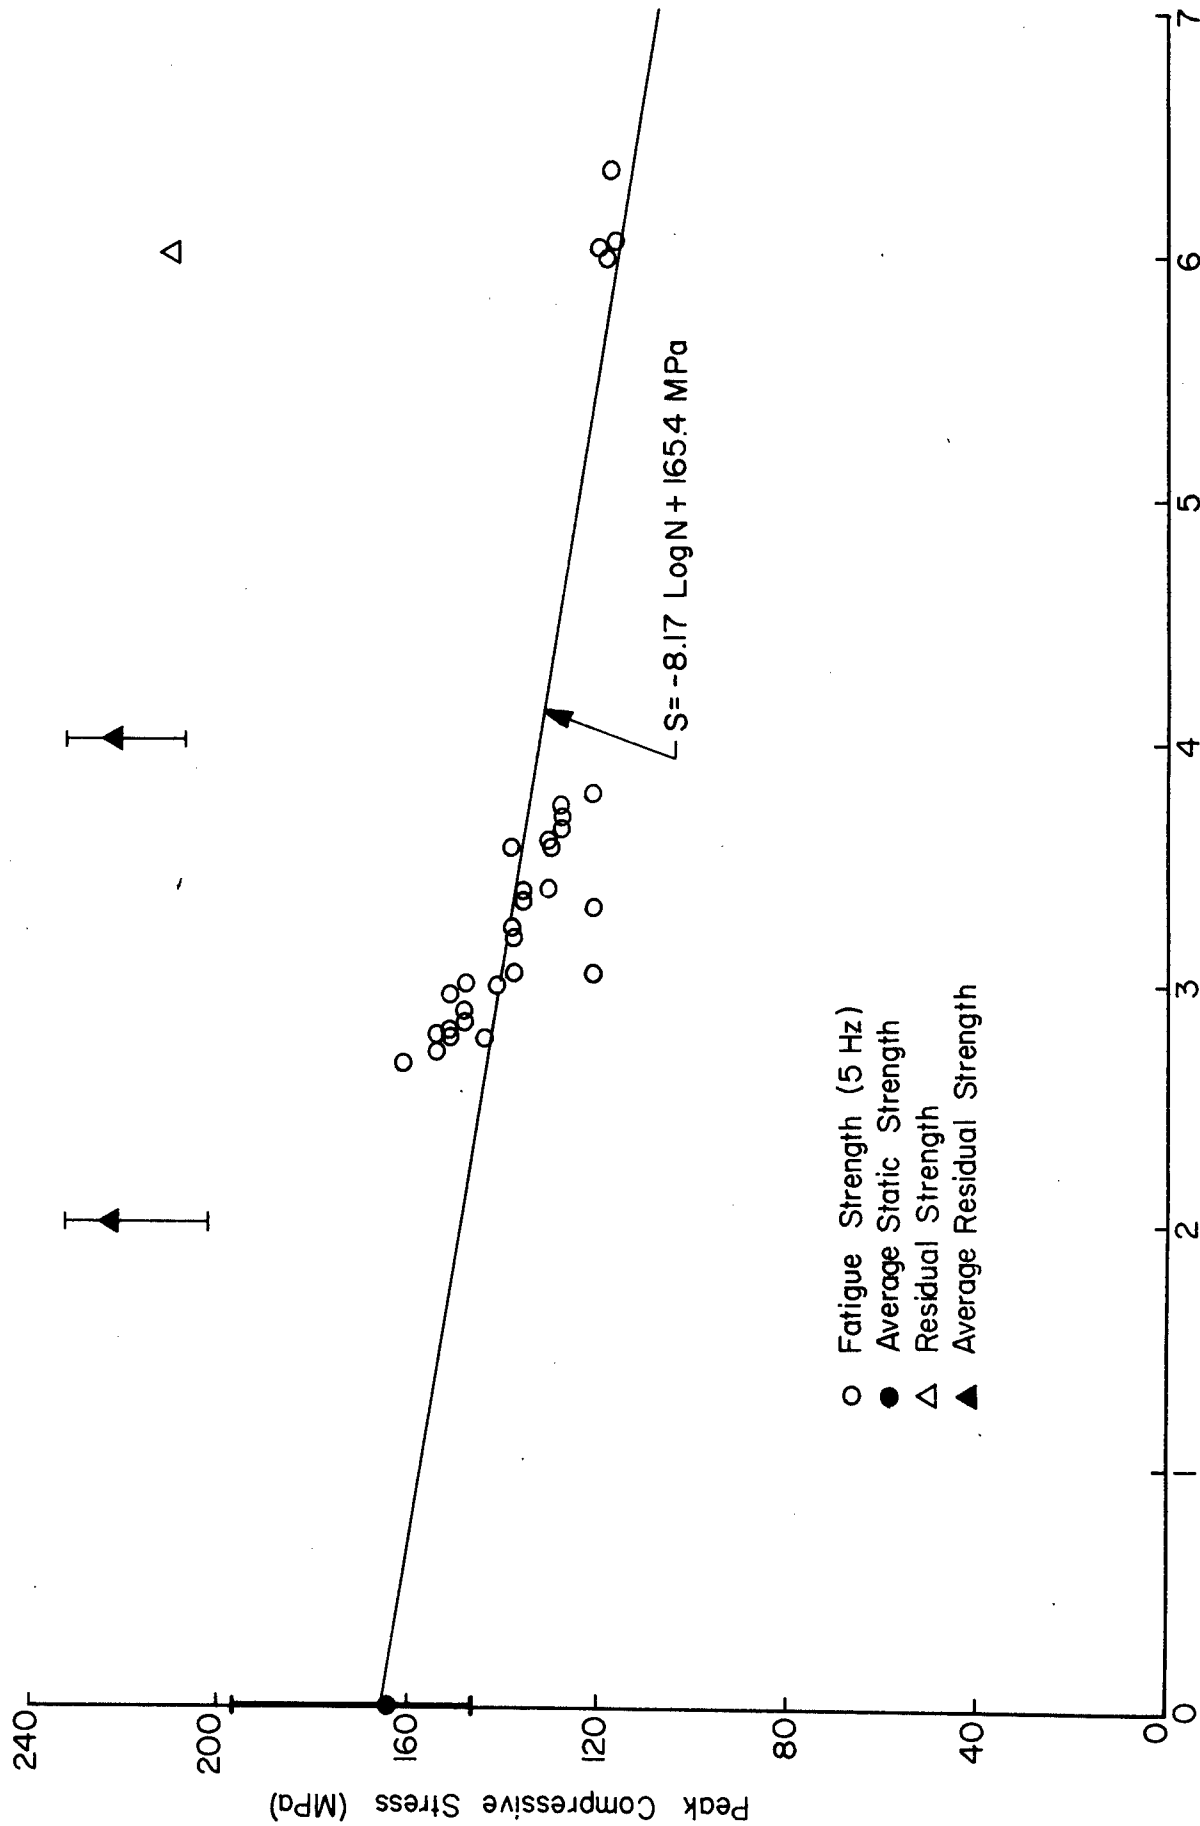 Peak Compressive Stress (MPa)
240
200
160
120
80
40
0
0
1
2
3
4
5
6
7
S=-8.17 LogN + 165.4 MPa
Fatigue Strength (5 Hz)
Average Static Strength
Residual Strength
Average Residual Strength